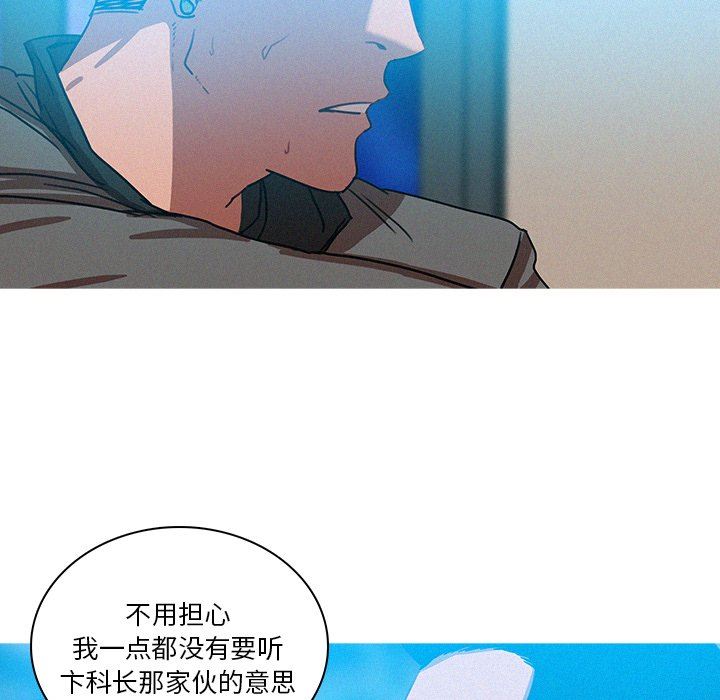 不用担心
我一点都没有要听
卞科长那家伙的意思